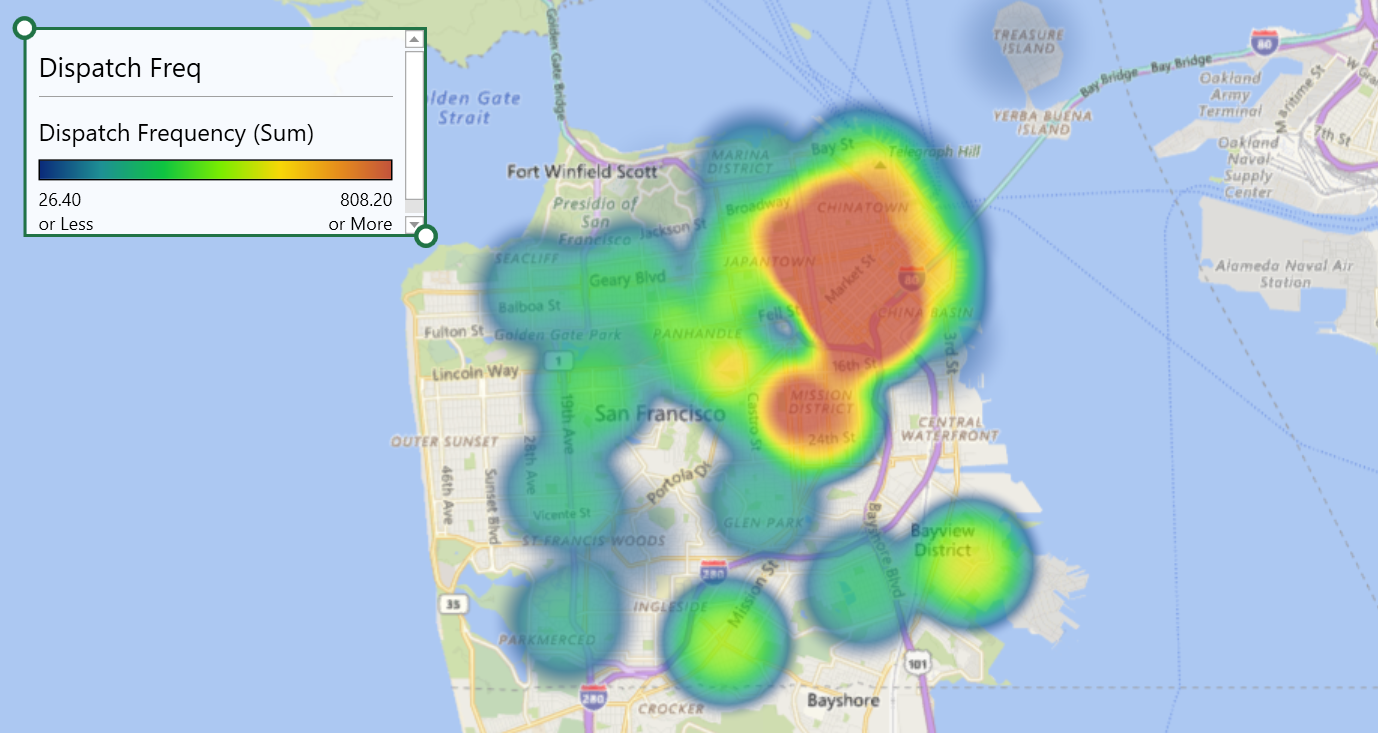 Dispatch Freq
Dispatch Frequency (Sum)
26.40
or Less
808.20
or More
lden Gate
Strait
Golden Gate Bridge
TREASURE
ISLAND
YERBA BUENA
ISLAND
80
Bay Bridge
Bay Bridge
Oakland
Army
Terminal
Maritime St
W Gra
7th St
Oakland
Naval
Supply
Center
Alameda Naval Air
Station
MARINA
DISTRICT
Bay St
Telegraph Hill
Fort Winfield Scott
Presidio of
San
Francisco
Jackson St
Broadway
CHINATOWN
SEACLIFF
Geary Blvd
JAPANTOWN
Market St
80
Balboa St
Fell St
CHINA BASIN
Fulton St
Golden Gate Park
PANHANDLE
3rd St
1
Lincoln Way
16th St
19th Ave
San Francisco
Castro St
MISSION
DISTRICT
24th St
CENTRAL
WATERFRONT
OUTER SUNSET
28th Ave
46th Ave
Sunset Blvd
Portola Dr
Vicente St
GLEN PARK
Bayshore Blvd
Bayview
District
ST FRANCIS WOODS
280
Mission St
35
INGLESIDE
PARKMERCED
101
280
CROCKER
Bayshore